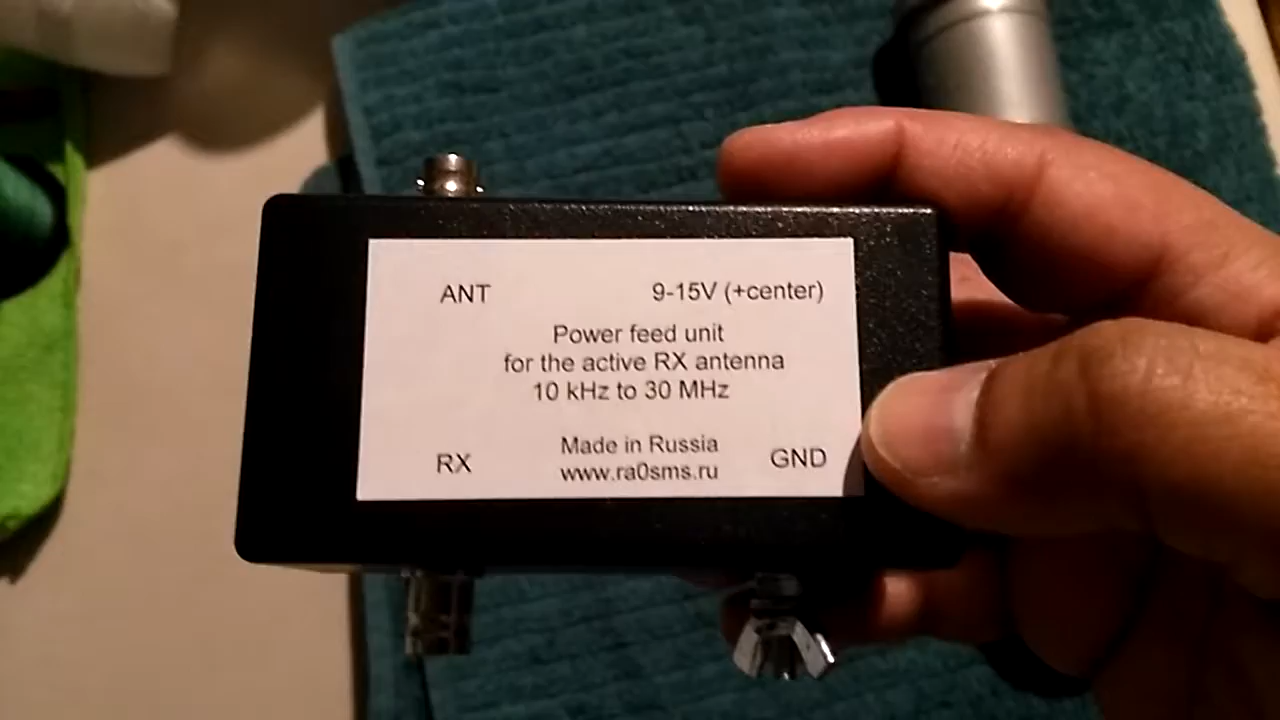 ANT 9-15V (+center)
Power feed unit
for the active RX antenna
10 kHz to 30 MHz
Made in Russia
RX www.ra0sms.ru GND